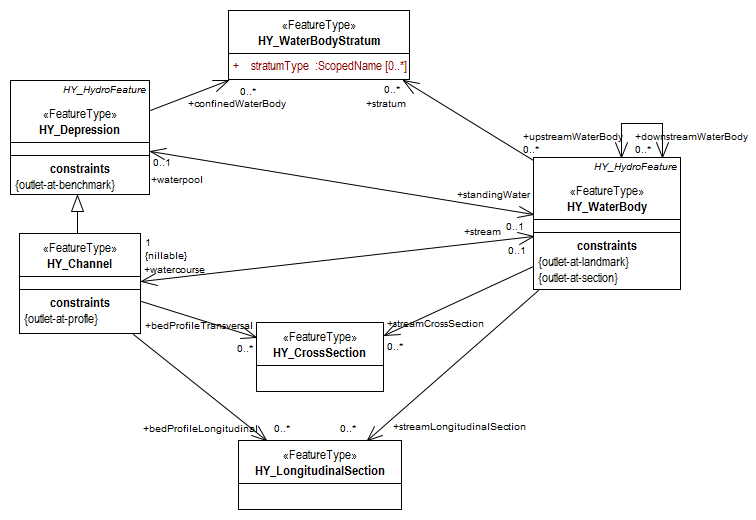 «FeatureType»
HY_WaterBodyStratum
+ stratumType :ScopedName [0..*]
HY_HydroFeature
«FeatureType»
HY_Depression
constraints
{outlet-at-benchmark}
0..*
+confinedWaterBody
0..*
+stratum
+upstreamWaterBody
0..*
+downstreamWaterBody
0..*
0..1
+waterpool
HY_HydroFeature
«FeatureType»
HY_WaterBody
constraints
{outlet-at-landmark}
{outlet-at-section}
+standingWater
0..1
+stream
0..1
«FeatureType»
HY_Channel
constraints
{outlet-at-profle}
1
{nillable}
+watercourse
+bedProfileTransversal
0..*
+streamCrossSection
0..*
«FeatureType»
HY_CrossSection
+bedProfileLongitudinal
0..*
0..*
+streamLongitudinalSection
«FeatureType»
HY_LongitudinalSection